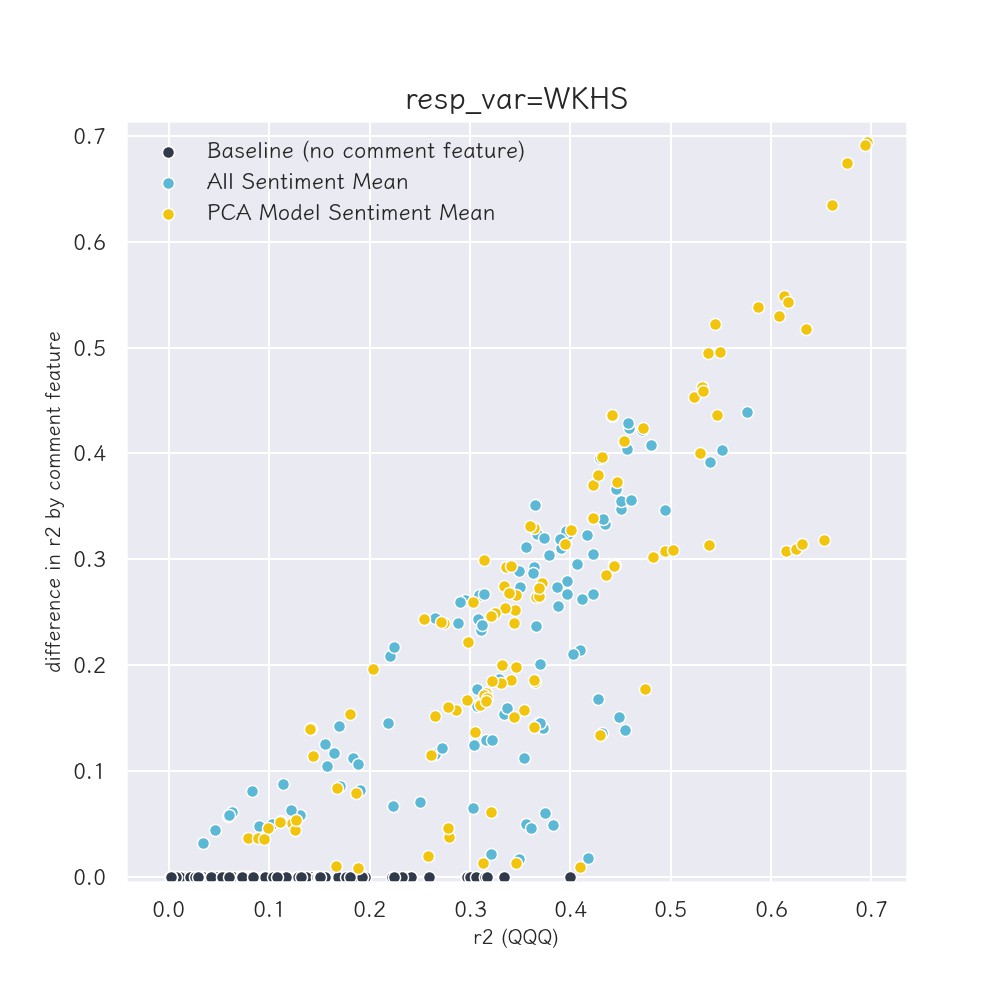 resp_var=WKHS
Baseline (no comment feature)
All Sentiment Mean
PCA Model Sentiment Mean
difference in r2 by comment feature
0.7
0.6
0.5
0.4
0.3
0.2
0.1
0.0
0.0 0.1 0.2 0.3 0.4 0.5 0.6 0.7
r2 (QQQ)